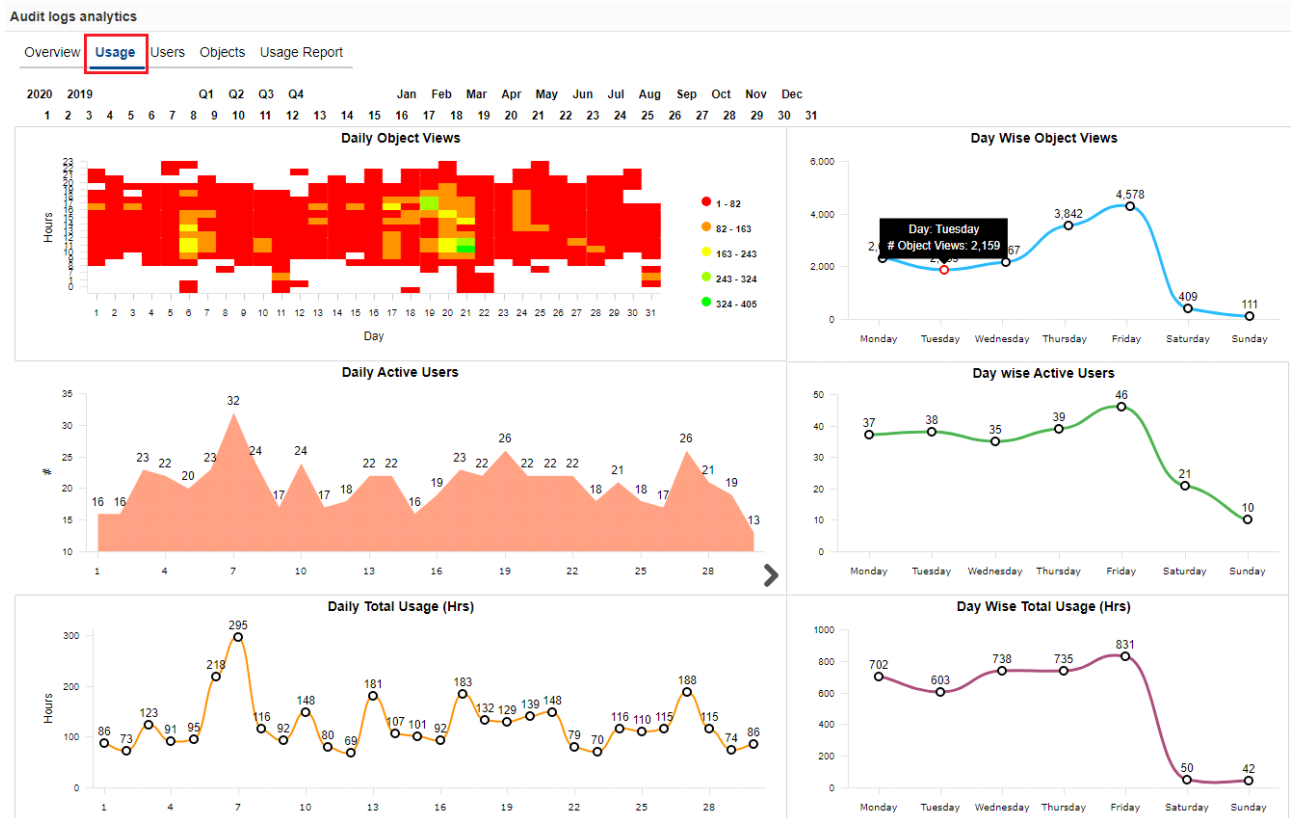 Audit logs analytics
Overview Usage Users Objects Usage Report
2020 2019 Q1 Q2 Q3 Q4 Jan Feb Mar Apr May Jun Jul Aug Sep Oct Nov Dec
1 2 3 4 5 6 7 8 9 10 11 12 13 14 15 16 17 18 19 20 21 22 23 24 25 26 27 28 29 30 31
Daily Object Views
Hours
23
1
0
1 - 82
82 - 163
163 - 243
243 - 324
324 - 405
1 2 3 4 5 6 7 8 9 10 11 12 13 14 15 16 17 18 19 20 21 22 23 24 25 26 27 28 29 30 31
Day
Day Wise Object Views
6,000
4,000
2,000
0
Day: Tuesday
# Object Views: 2,159
3,842
4,578
409
111
Monday Tuesday Wednesday Thursday Friday Saturday Sunday
Daily Active Users
#
35
30
25
20
15
10
16 16 23 22 20 23 32 24 17 24 17 18 22 22 16 19 23 22 26 22 22 22 18 21 18 17 26 21 19 13
1 4 7 10 13 16 19 22 25 28
Day wise Active Users
50
40
30
20
10
0
37 38 35 39 46 21 10
Monday Tuesday Wednesday Thursday Friday Saturday Sunday
Daily Total Usage (Hrs)
Hours
300
200
100
0
86 73 123 91 95 218 295 116 92 148 80 69 181 107 101 92 183 132 129 139 148 79 70 116 110 115 188 115 74 86
1 4 7 10 13 16 19 22 25 28
Day Wise Total Usage (Hrs)
1000
800
600
400
200
0
702 603 738 735 831 50 42
Monday Tuesday Wednesday Thursday Friday Saturday Sunday